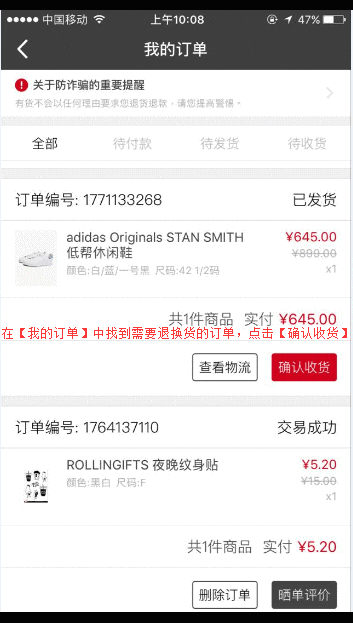 中国移动 上午10:08 47%
我的订单
关于防诈骗的重要提醒
有货不会以任何理由要求您退货退款，请您提高警惕。
全部 待付款 待发货 待收货
订单编号: 1771133268 已发货
adidas Originals STAN SMITH ¥645.00
低帮休闲鞋 ¥899.00
颜色:白/蓝/一号黑 尺码:42 1/2码 x1
共1件商品 实付 ¥645.00
在【我的订单】中找到需要退换货的订单，点击【确认收货】
查看物流 确认收货
订单编号: 1764137110 交易成功
ROLLINGIFTS 夜晚纹身贴 ¥5.20
颜色:黑白 尺码:F ¥15.00
x1
共1件商品 实付 ¥5.20
删除订单 晒单评价